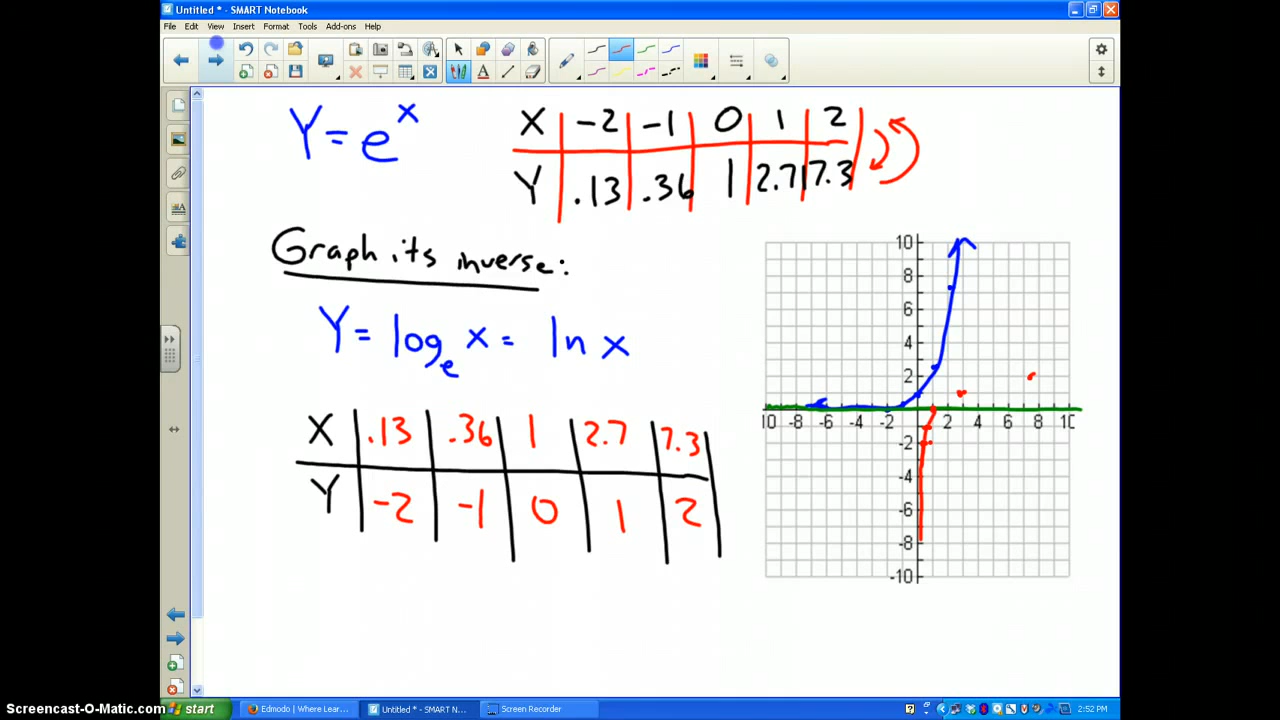 Untitled * - SMART Notebook
File Edit View Insert Format Tools Add-ons Help
Y = e^x
X -2 -1 0 1 2
Y .13 .36 1 2.71 7.3
Graph its inverse:
Y = log_e x = ln x
X .13 .36 1 2.7 7.3
Y -2 -1 0 1 2
10
8
6
4
2
10 -8 -6 -4 -2 2 4 6 8 10
-2
-4
-6
-8
-10
Screencast-O-Matic.com
start
Edmodo | Where Lear...
Untitled * - SMART N...
Screen Recorder
2:52 PM